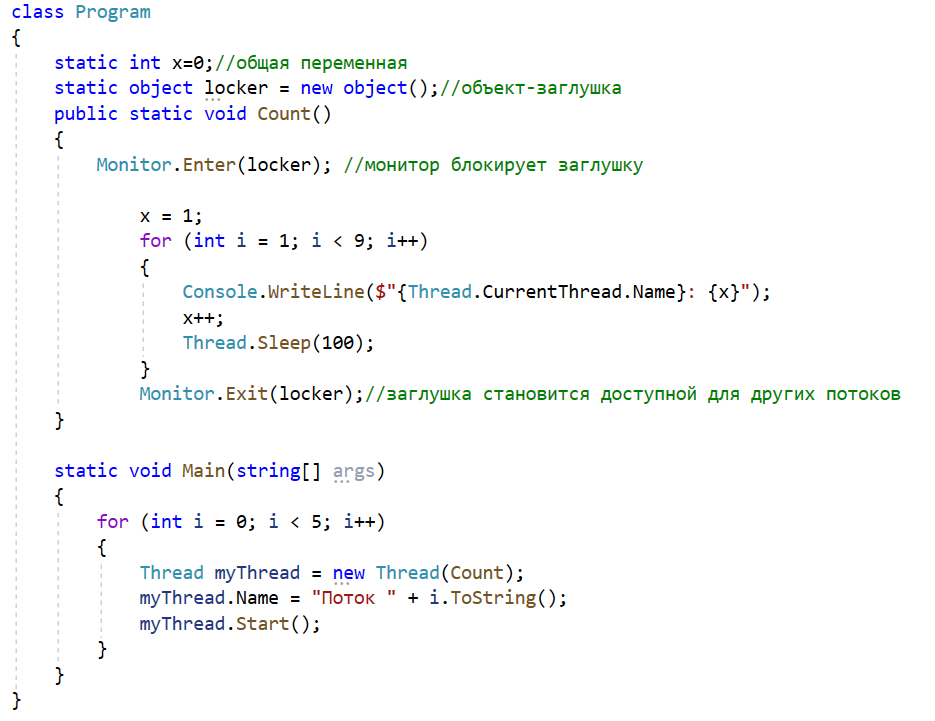 class Program
{
static int x=0;//общая переменная
static object locker = new object();//объект-заглушка
public static void Count()
{
Monitor.Enter(locker); //монитор блокирует заглушку
x = 1;
for (int i = 1; i < 9; i++)
{
Console.WriteLine($"{Thread.CurrentThread.Name}: {x}");
x++;
Thread.Sleep(100);
}
Monitor.Exit(locker);//заглушка становится доступной для других потоков
}
static void Main(string[] args)
{
for (int i = 0; i < 5; i++)
{
Thread myThread = new Thread(Count);
myThread.Name = "Поток " + i.ToString();
myThread.Start();
}
}
}